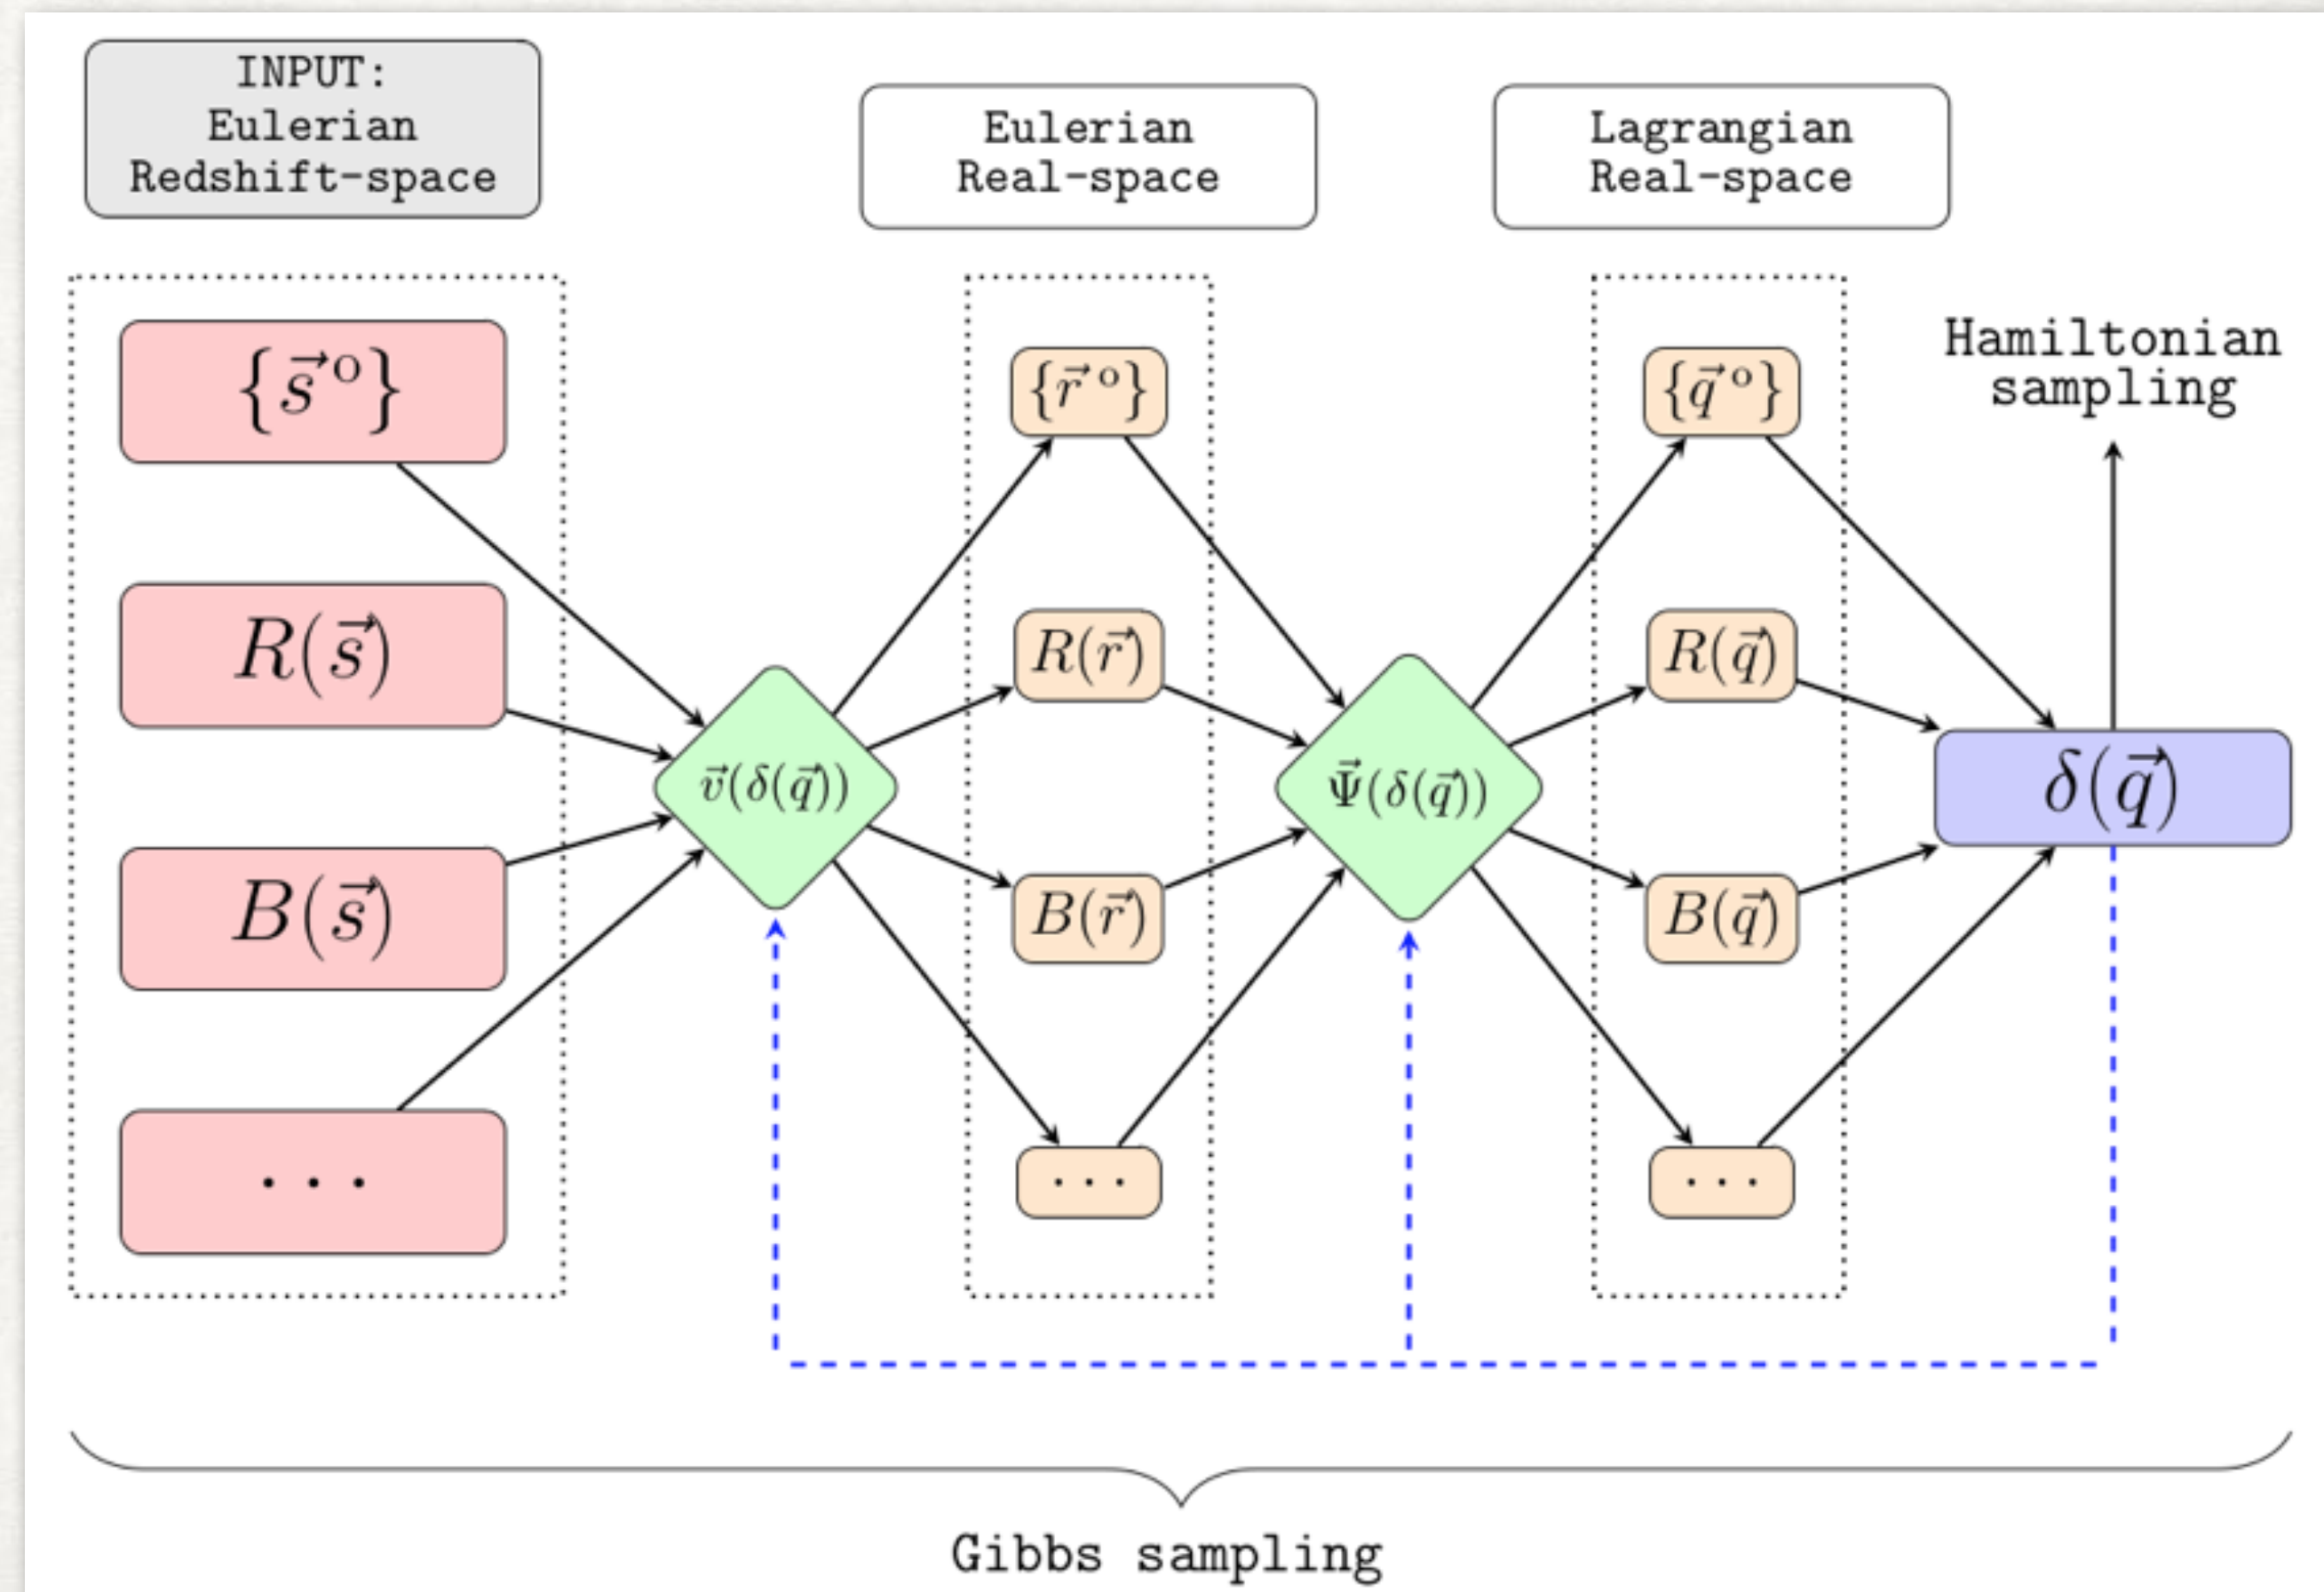 INPUT:
Eulerian
Redshift-space
Eulerian
Real-space
Lagrangian
Real-space
{s⃗ᵒ}
R(s⃗)
B(s⃗)
· · ·
v⃗(δ(q⃗))
{r⃗ᵒ}
R(r⃗)
B(r⃗)
· · ·
Ψ⃗(δ(q⃗))
{q⃗ᵒ}
R(q⃗)
B(q⃗)
· · ·
Hamiltonian
sampling
δ(q⃗)
Gibbs sampling